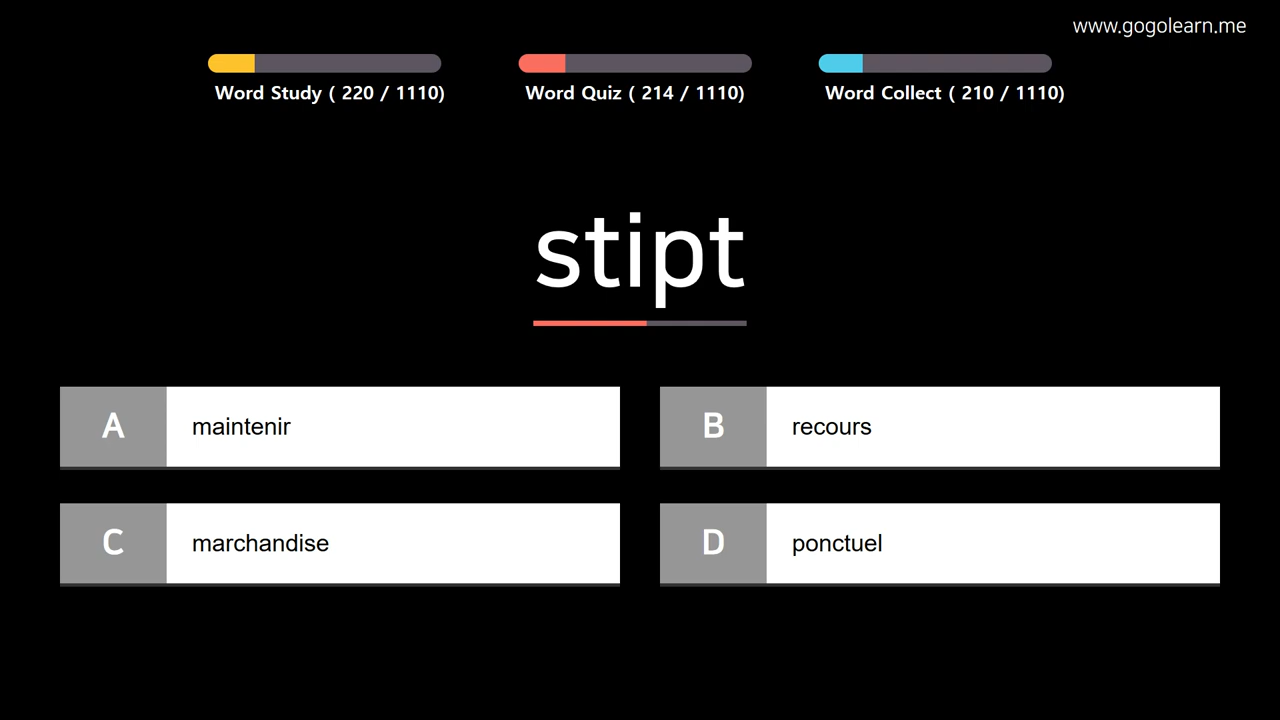 www.gogolearn.me
Word Study ( 220 / 1110)
Word Quiz ( 214 / 1110)
Word Collect ( 210 / 1110)
stipt
A maintenir
B recours
C marchandise
D ponctuel